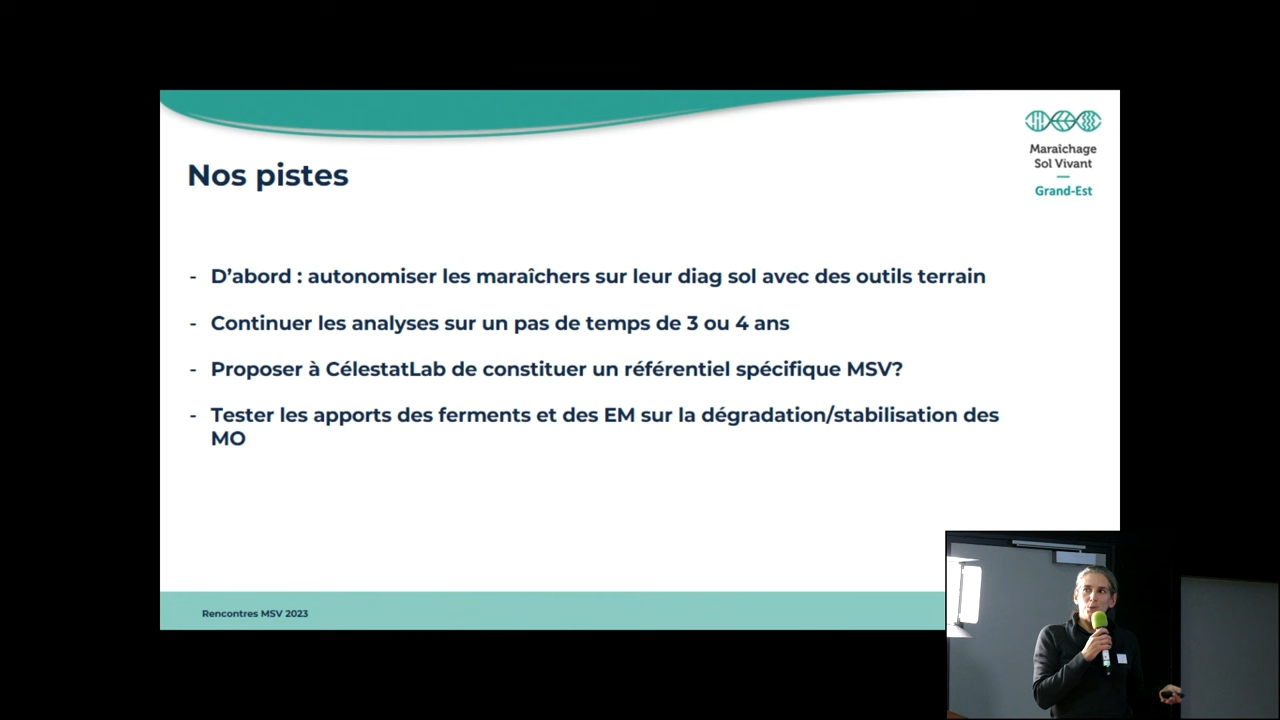 Maraîchage
Sol Vivant
Grand-Est
Nos pistes
- D'abord : autonomiser les maraîchers sur leur diag sol avec des outils terrain
- Continuer les analyses sur un pas de temps de 3 ou 4 ans
- Proposer à CélestatLab de constituer un référentiel spécifique MSV?
- Tester les apports des ferments et des EM sur la dégradation/stabilisation des
MO
Rencontres MSV 2023